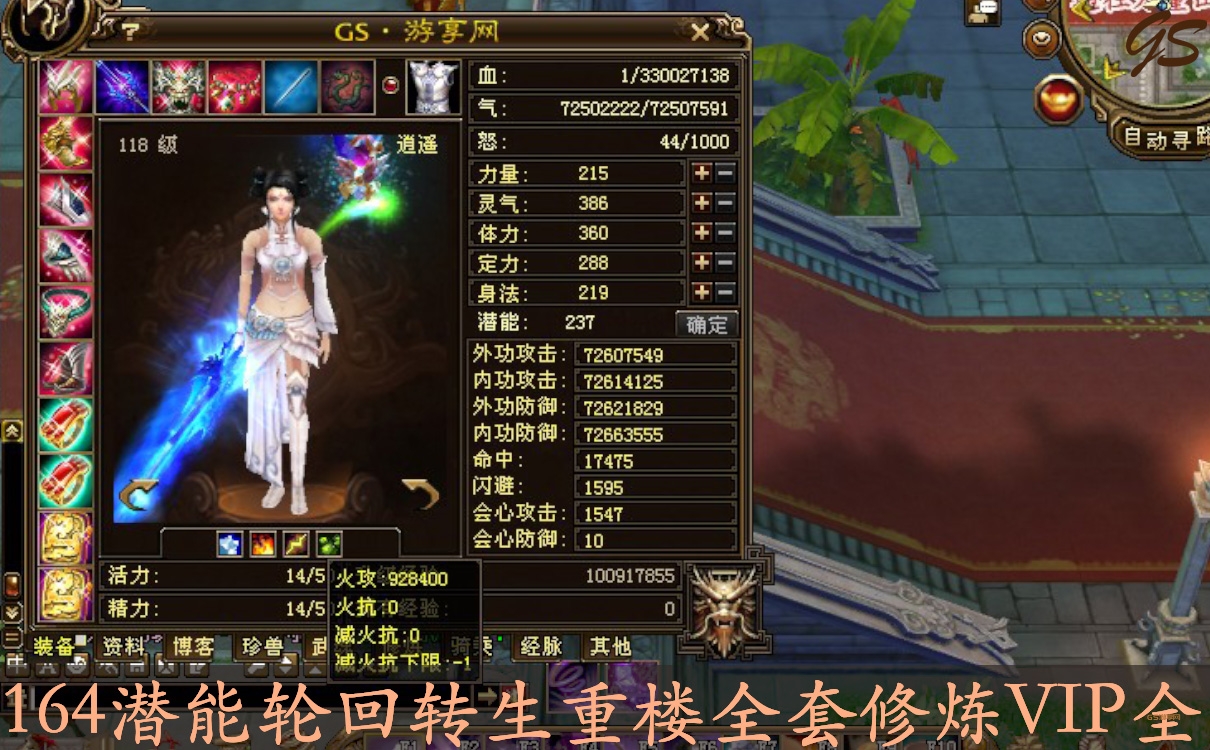 GS · 游享网
?
×
GS
自动寻路
118 级
逍遥
血: 1/330027138
气: 72502222/72507591
怒: 44/1000
力量: 215
灵气: 386
体力: 360
定力: 288
身法: 219
潜能: 237 确定
外功攻击: 72607549
内功攻击: 72614125
外功防御: 72621829
内功防御: 72663555
命中: 17475
闪避: 1595
会心攻击: 1547
会心防御: 10
活力: 14/5
100917855
精力: 14/5
经验:
0
火攻:928400
火抗:0
减火抗:0
减火抗下限:-1
装备 资料 博客 珍兽 武 骑乘 经脉 其他
164潜能轮回转生重楼全套修炼VIP全